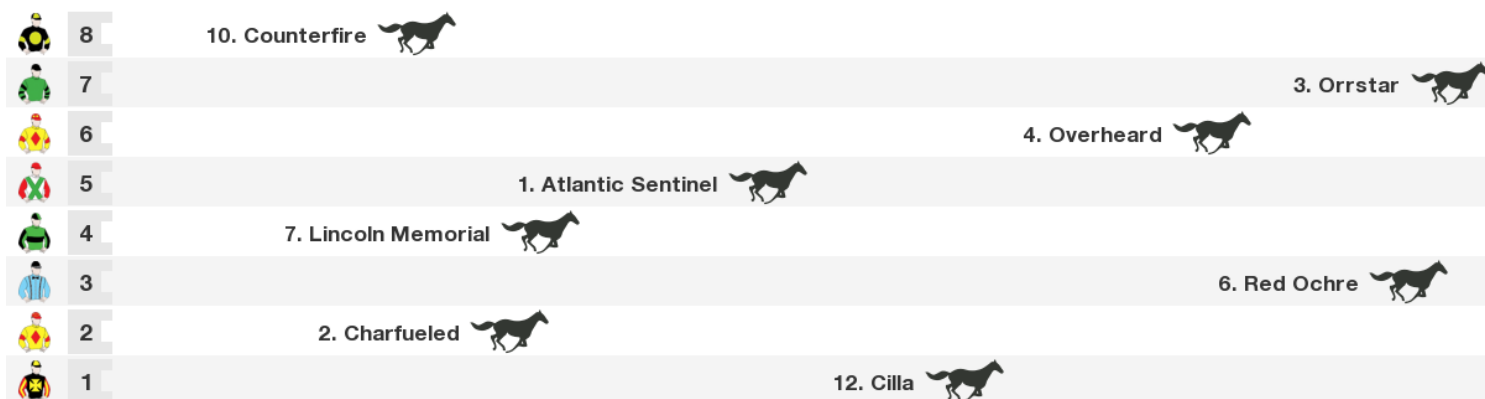 8 10. Counterfire
7 3. Orrstar
6 4. Overheard
5 1. Atlantic Sentinel
4 7. Lincoln Memorial
3 6. Red Ochre
2 2. Charfueled
1 12. Cilla